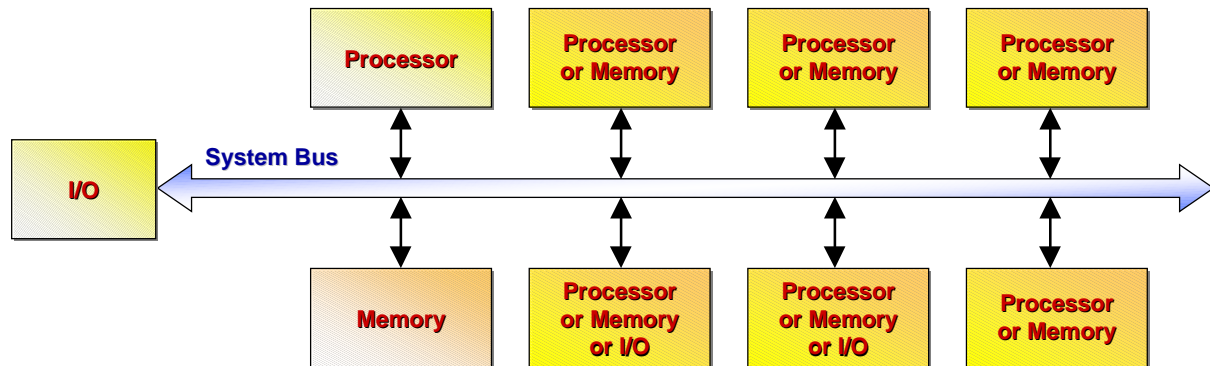 Processor
Processor
or Memory
Processor
or Memory
Processor
or Memory
System Bus
I/O
Memory
Processor
or Memory
or I/O
Processor
or Memory
or I/O
Processor
or Memory